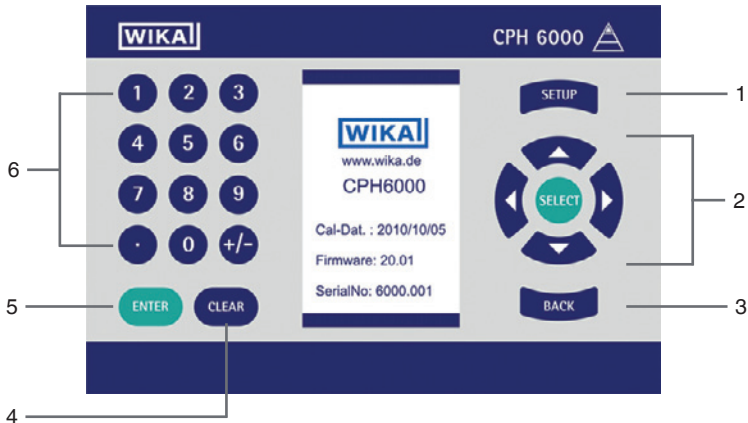 WIKA
CPH 6000
1 2 3
4 5 6
7 8 9
· 0 +/-
ENTER CLEAR
WIKA
www.wika.de
CPH6000
Cal-Dat. : 2010/10/05
Firmware: 20.01
SerialNo: 6000.001
SETUP
SELECT
BACK
1
2
3
4
5
6